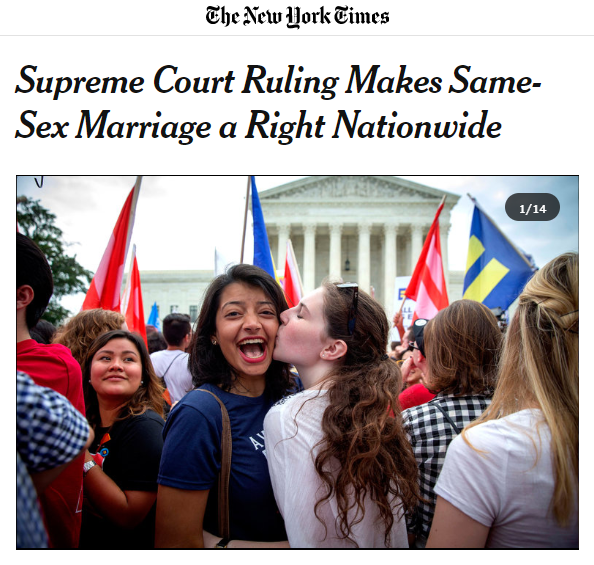 The New York Times
Supreme Court Ruling Makes Same-
Sex Marriage a Right Nationwide
1/14